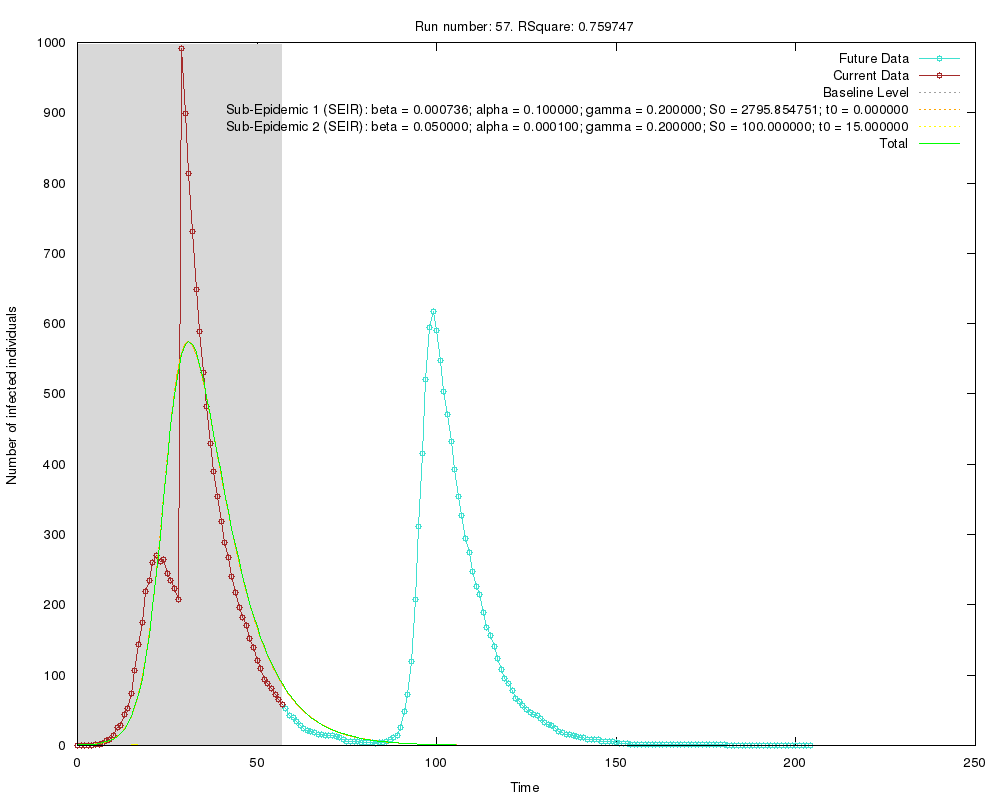 Run number: 57. RSquare: 0.759747
Future Data
Current Data
Baseline Level
Sub-Epidemic 1 (SEIR): beta = 0.000736; alpha = 0.100000; gamma = 0.200000; S0 = 2795.854751; t0 = 0.000000
Sub-Epidemic 2 (SEIR): beta = 0.050000; alpha = 0.000100; gamma = 0.200000; S0 = 100.000000; t0 = 15.000000
Total
1000
900
800
700
600
500
400
300
200
100
0
Number of infected individuals
0 50 100 150 200 250
Time